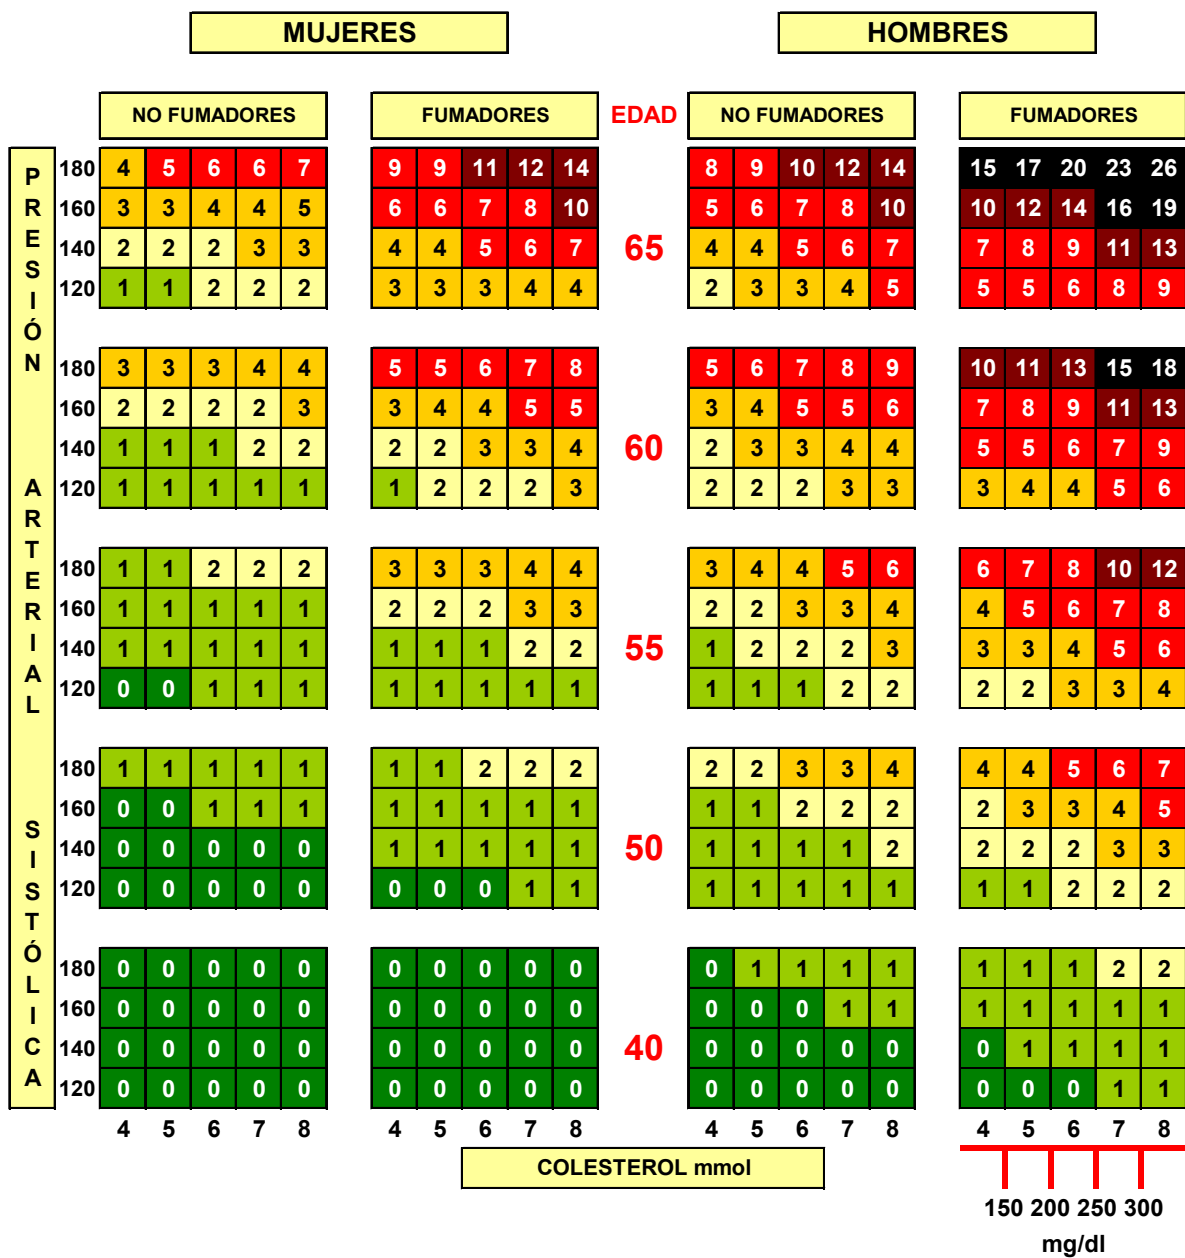 MUJERES HOMBRES
NO FUMADORES FUMADORES EDAD NO FUMADORES FUMADORES
PRESIÓN ARTERIAL SISTÓLICA
180 4 5 6 6 7 9 9 11 12 14 8 9 10 12 14 15 17 20 23 26
160 3 3 4 4 5 6 6 7 8 10 5 6 7 8 10 10 12 14 16 19
140 2 2 2 3 3 4 4 5 6 7 65 4 4 5 6 7 7 8 9 11 13
120 1 1 2 2 2 3 3 3 4 4 2 3 3 4 5 5 5 6 8 9
180 3 3 3 4 4 5 5 6 7 8 5 6 7 8 9 10 11 13 15 18
160 2 2 2 2 3 3 4 4 5 5 3 4 5 5 6 7 8 9 11 13
140 1 1 1 2 2 2 2 3 3 4 60 2 3 3 4 4 5 5 6 7 9
120 1 1 1 1 1 1 2 2 2 3 2 2 2 3 3 3 4 4 5 6
180 1 1 2 2 2 3 3 3 4 4 3 4 4 5 6 6 7 8 10 12
160 1 1 1 1 1 2 2 2 3 3 2 2 3 3 4 4 5 6 7 8
140 1 1 1 1 1 1 1 1 2 2 55 1 2 2 2 3 3 3 4 5 6
120 0 0 1 1 1 1 1 1 1 1 1 1 1 2 2 2 2 3 3 4
180 1 1 1 1 1 1 1 2 2 2 2 2 3 3 4 4 4 5 6 7
160 0 0 1 1 1 1 1 1 1 1 1 1 2 2 2 2 3 3 4 5
140 0 0 0 0 0 1 1 1 1 1 50 1 1 1 1 2 2 2 2 3 3
120 0 0 0 0 0 0 0 0 1 1 1 1 1 1 1 1 1 2 2 2
180 0 0 0 0 0 0 0 0 0 0 0 1 1 1 1 1 1 1 2 2
160 0 0 0 0 0 0 0 0 0 0 0 0 0 1 1 1 1 1 1 1
140 0 0 0 0 0 0 0 0 0 0 40 0 0 0 0 0 0 1 1 1 1
120 0 0 0 0 0 0 0 0 0 0 0 0 0 0 0 0 0 0 1 1
4 5 6 7 8 4 5 6 7 8 4 5 6 7 8 4 5 6 7 8
COLESTEROL mmol
150 200 250 300
mg/dl